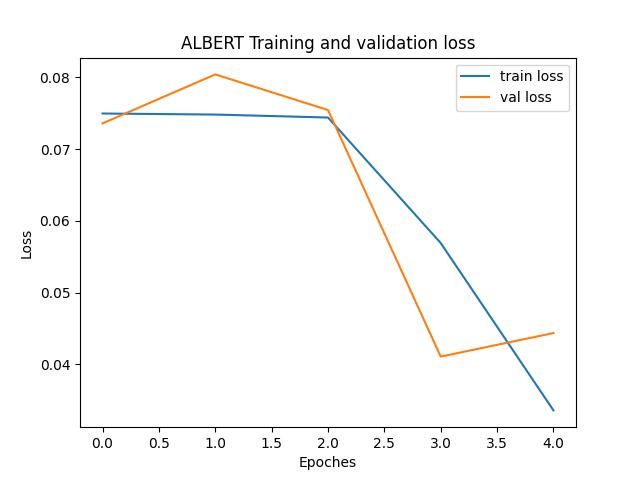 ALBERT Training and validation loss
train loss
val loss
0.08
0.07
0.06
0.05
0.04
Loss
0.0 0.5 1.0 1.5 2.0 2.5 3.0 3.5 4.0
Epoches